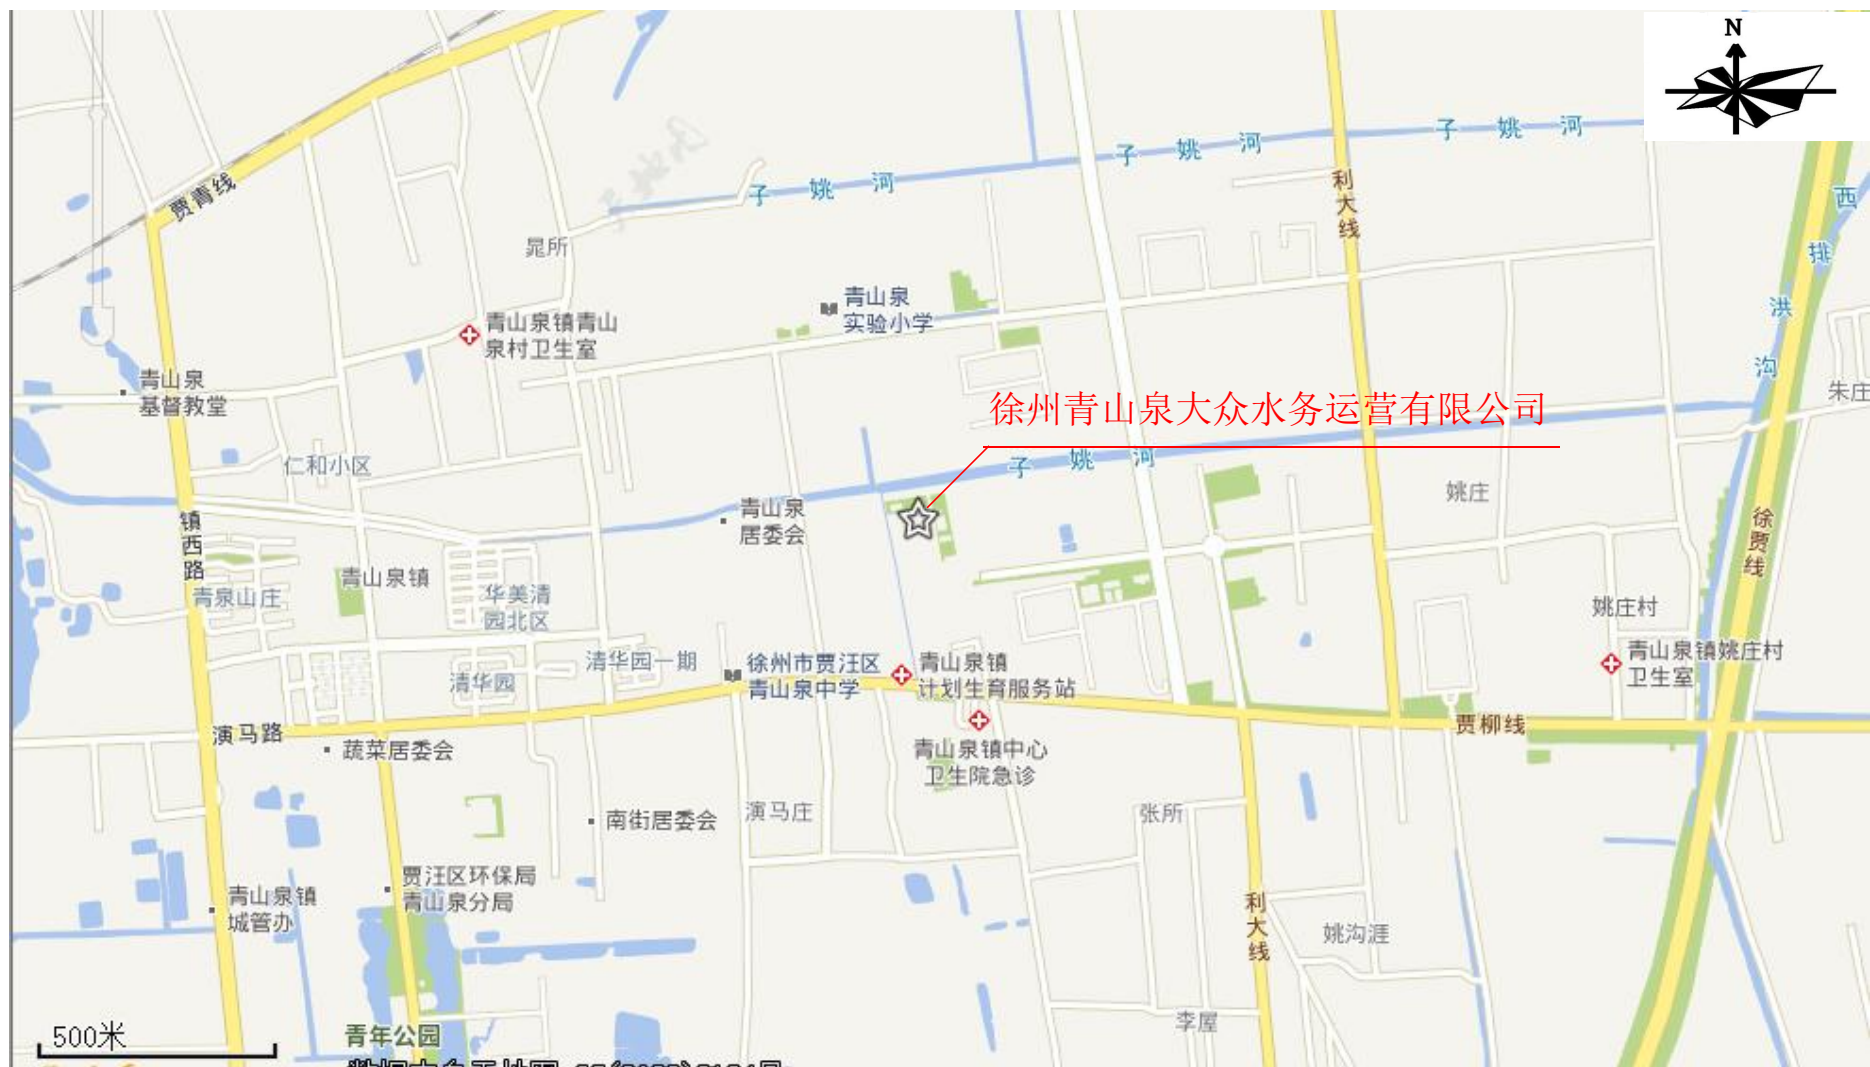 N
子姚河
子姚河
子姚河
西排洪沟
利大线
贾青线
晁所
青山泉
实验小学
青山泉镇青山
泉村卫生室
青山泉
基督教堂
朱庄
徐州青山泉大众水务运营有限公司
仁和小区
子姚河
姚庄
青山泉
居委会
镇西路
徐贾线
青山泉镇
青泉山庄
华美清
园北区
姚庄村
青山泉镇姚庄村
卫生室
清华园一期
徐州市贾汪区
青山泉中学
青山泉镇
计划生育服务站
清华园
演马路
贾柳线
蔬菜居委会
青山泉镇中心
卫生院急诊
南街居委会
演马庄
张所
贾汪区环保局
青山泉分局
青山泉镇
城管办
利大线
姚沟涯
李屋
500米
青年公园